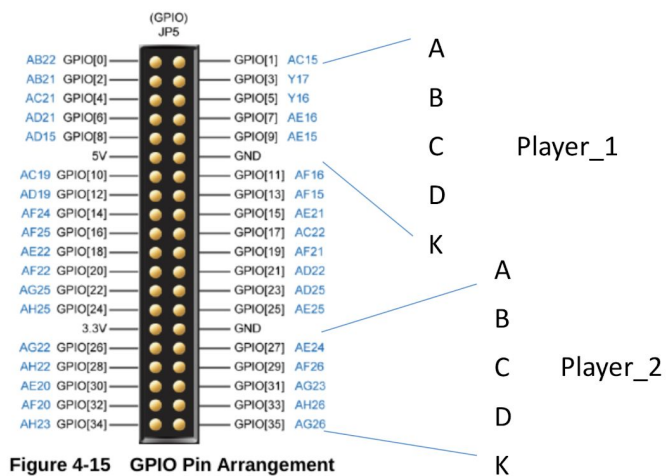 (GPIO)
JP5
AB22 GPIO[0] GPIO[1] AC15
AB21 GPIO[2] GPIO[3] Y17
AC21 GPIO[4] GPIO[5] Y16
AD21 GPIO[6] GPIO[7] AE16
AD15 GPIO[8] GPIO[9] AE15
5V GND
AC19 GPIO[10] GPIO[11] AF16
AD19 GPIO[12] GPIO[13] AF15
AF24 GPIO[14] GPIO[15] AE21
AF25 GPIO[16] GPIO[17] AC22
AE22 GPIO[18] GPIO[19] AF21
AF22 GPIO[20] GPIO[21] AD22
AG25 GPIO[22] GPIO[23] AD25
AH25 GPIO[24] GPIO[25] AE25
3.3V GND
AG22 GPIO[26] GPIO[27] AE24
AH22 GPIO[28] GPIO[29] AF26
AE20 GPIO[30] GPIO[31] AG23
AF20 GPIO[32] GPIO[33] AH26
AH23 GPIO[34] GPIO[35] AG26
Figure 4-15 GPIO Pin Arrangement
A
B
C Player_1
D
K
A
B
C Player_2
D
K